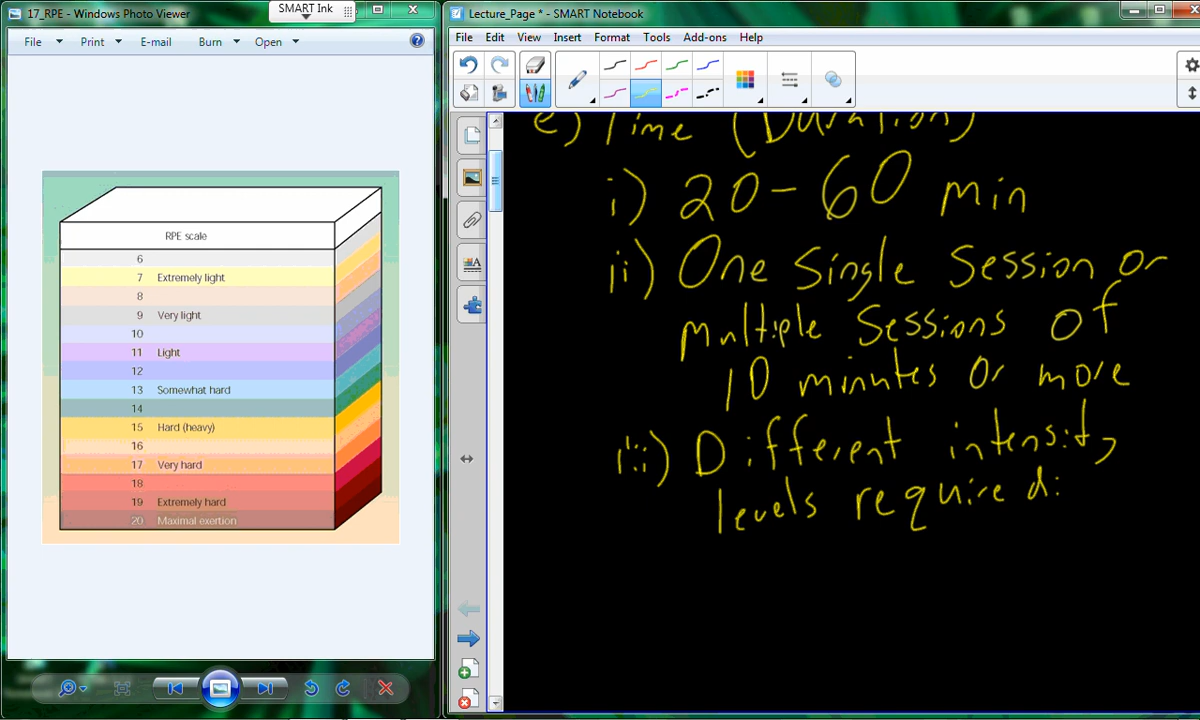 17_RPE - Windows Photo Viewer
SMART Ink
File Print E-mail Burn Open
RPE scale
6
7 Extremely light
8
9 Very light
10
11 Light
12
13 Somewhat hard
14
15 Hard (heavy)
16
17 Very hard
18
19 Extremely hard
20 Maximal exertion
Lecture_Page * - SMART Notebook
File Edit View Insert Format Tools Add-ons Help
e) Time (Duration)
i) 20-60 min
ii) One single session or
multiple sessions of
10 minutes or more
iii) Different intensity
levels require di